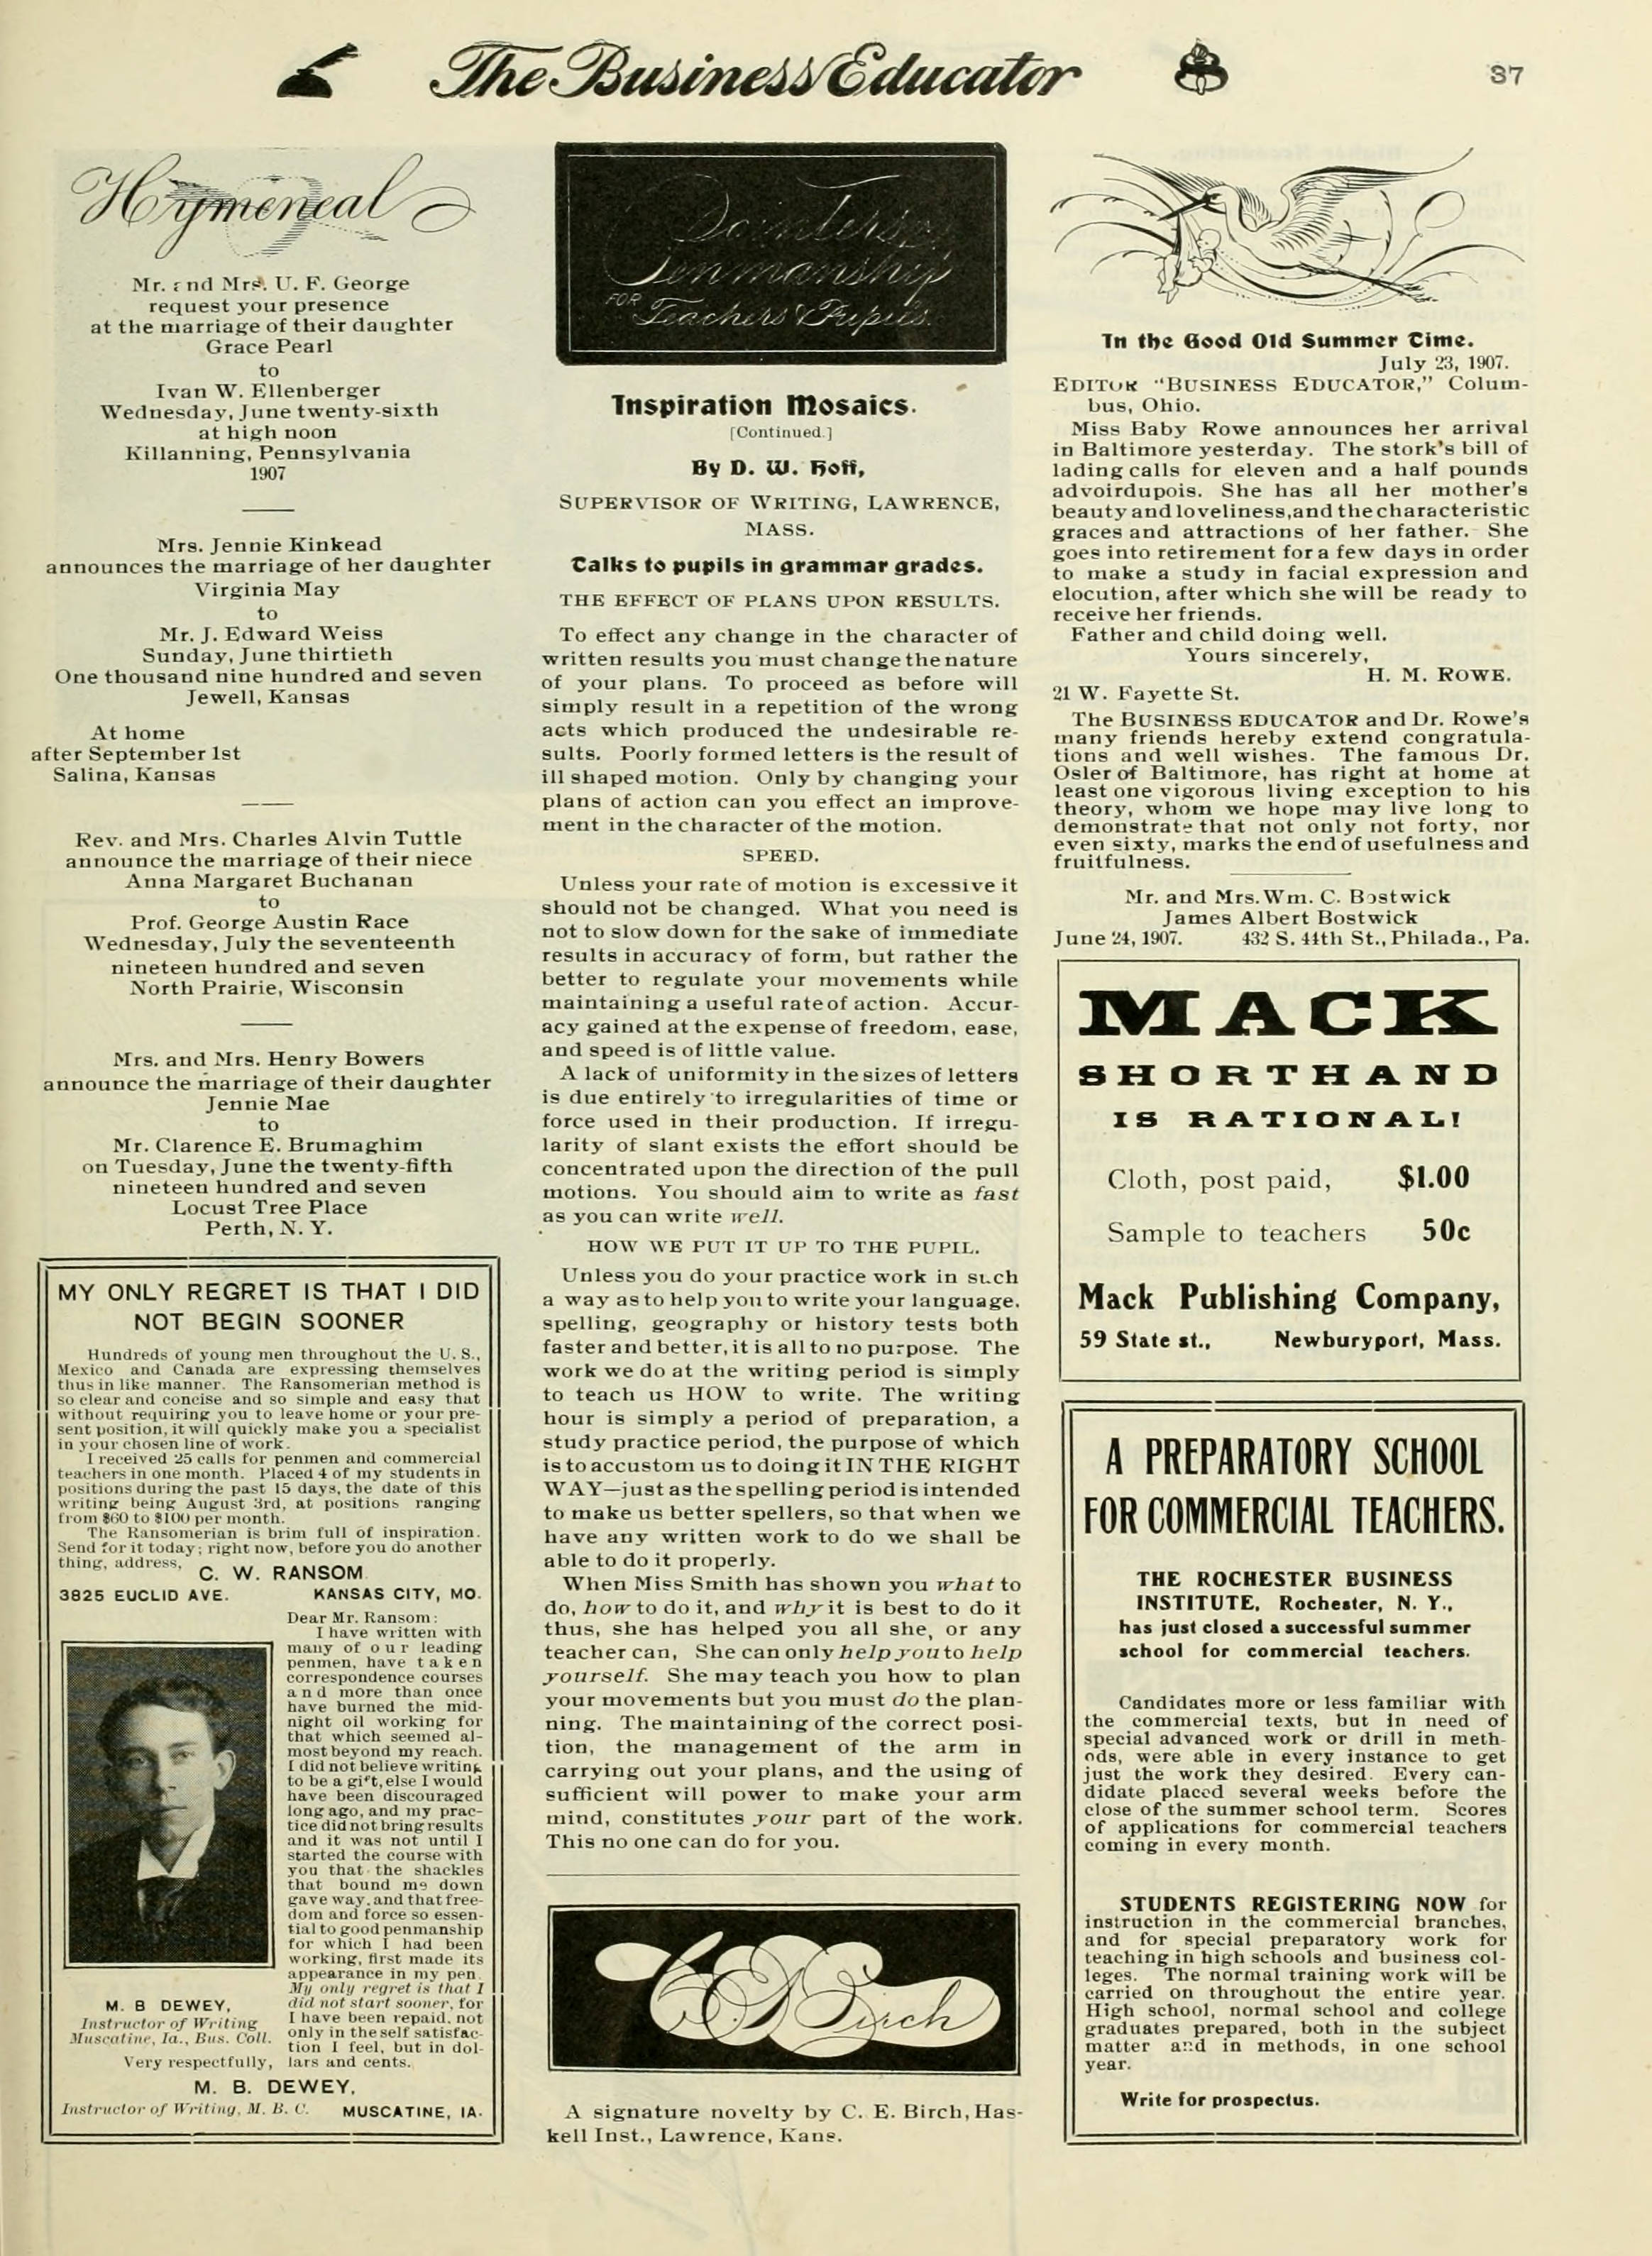 The Business Educator
37
Hymeneal
Mr. and Mrs. U. F. George
request your presence
at the marriage of their daughter
Grace Pearl
to
Ivan W. Ellenberger
Wednesday, June twenty-sixth
at high noon
Killanning, Pennsylvania
1907
Mrs. Jennie Kinkead
announces the marriage of her daughter
Virginia May
to
Mr. J. Edward Weiss
Sunday, June thirtieth
One thousand nine hundred and seven
Jewell, Kansas
At home
after September 1st
Salina, Kansas
Rev. and Mrs. Charles Alvin Tuttle
announce the marriage of their niece
Anna Margaret Buchanan
to
Prof. George Austin Race
Wednesday, July the seventeenth
nineteen hundred and seven
North Prairie, Wisconsin
Mrs. and Mrs. Henry Bowers
announce the marriage of their daughter
Jennie Mae
to
Mr. Clarence E. Brumaghim
on Tuesday, June the twenty-fifth
nineteen hundred and seven
Locust Tree Place
Perth, N. Y.
MY ONLY REGRET IS THAT I DID
NOT BEGIN SOONER
Hundreds of young men throughout the U. S.,
Mexico and Canada are expressing themselves
thus in like manner. The Ransomerian method is
so clear and concise and so simple and easy that
without requiring you to leave home or your pre-
sent position, it will quickly make you a specialist
in your chosen line of work.
I received 25 calls for penmen and commercial
teachers in one month. Placed 4 of my students in
positions during the past 15 days, the date of this
writing being August 3rd, at positions ranging
from $60 to $100 per month.
The Ransomerian is brim full of inspiration.
Send for it today; right now, before you do another
thing, address, C. W. RANSOM
3825 EUCLID AVE. KANSAS CITY, MO.
Dear Mr. Ransom:
I have written with
many of our leading
penmen, have taken
correspondence courses
and more than once
have burned the mid-
night oil working for
that which seemed al-
most beyond my reach.
I did not believe writing
to be a gift, else I would
have been discouraged
long ago, and my prac-
tice did not bring results
and it was not until I
started the course with
you that the shackles
that bound me down
gave way, and that free-
dom and force so essen-
tial to good penmanship
for which I had been
working, first made its
appearance in my pen.
My only regret is that I
did not start sooner, for
I have been repaid, not
only in the self satisfac-
tion I feel, but in dol-
lars and cents.
M. B DEWEY,
Instructor of Writing
Muscatine, Ia., Bus. Coll.
Very respectfully,
M. B. DEWEY,
Instructor of Writing, M. B. C. MUSCATINE, IA.
Penmanship
FOR
Teachers & Pupils.
Inspiration Mosaics.
[Continued.]
By D. W. Hoff,
SUPERVISOR OF WRITING, LAWRENCE,
MASS.
Talks to pupils in grammar grades.
THE EFFECT OF PLANS UPON RESULTS.
To effect any change in the character of
written results you must change the nature
of your plans. To proceed as before will
simply result in a repetition of the wrong
acts which produced the undesirable re-
sults. Poorly formed letters is the result of
ill shaped motion. Only by changing your
plans of action can you effect an improve-
ment in the character of the motion.
SPEED.
Unless your rate of motion is excessive it
should not be changed. What you need is
not to slow down for the sake of immediate
results in accuracy of form, but rather the
better to regulate your movements while
maintaining a useful rate of action. Accur-
acy gained at the expense of freedom, ease,
and speed is of little value.
A lack of uniformity in the sizes of letters
is due entirely to irregularities of time or
force used in their production. If irregu-
larity of slant exists the effort should be
concentrated upon the direction of the pull
motions. You should aim to write as fast
as you can write well.
HOW WE PUT IT UP TO THE PUPIL.
Unless you do your practice work in such
a way as to help you to write your language,
spelling, geography or history tests both
faster and better, it is all to no purpose. The
work we do at the writing period is simply
to teach us HOW to write. The writing
hour is simply a period of preparation, a
study practice period, the purpose of which
is to accustom us to doing it IN THE RIGHT
WAY—just as the spelling period is intended
to make us better spellers, so that when we
have any written work to do we shall be
able to do it properly.
When Miss Smith has shown you what to
do, how to do it, and why it is best to do it
thus, she has helped you all she, or any
teacher can, She can only help you to help
yourself. She may teach you how to plan
your movements but you must do the plan-
ning. The maintaining of the correct posi-
tion, the management of the arm in
carrying out your plans, and the using of
sufficient will power to make your arm
mind, constitutes your part of the work.
This no one can do for you.
C E Birch
A signature novelty by C. E. Birch, Has-
kell Inst., Lawrence, Kans.
In the Good Old Summer Time.
July 23, 1907.
EDITOR "BUSINESS EDUCATOR," Colum-
bus, Ohio.
Miss Baby Rowe announces her arrival
in Baltimore yesterday. The stork's bill of
lading calls for eleven and a half pounds
advoirdupois. She has all her mother's
beauty and loveliness, and the characteristic
graces and attractions of her father. She
goes into retirement for a few days in order
to make a study in facial expression and
elocution, after which she will be ready to
receive her friends.
Father and child doing well.
Yours sincerely,
H. M. ROWE.
21 W. Fayette St.
The BUSINESS EDUCATOR and Dr. Rowe's
many friends hereby extend congratula-
tions and well wishes. The famous Dr.
Osler of Baltimore, has right at home at
least one vigorous living exception to his
theory, whom we hope may live long to
demonstrate that not only not forty, nor
even sixty, marks the end of usefulness and
fruitfulness.
Mr. and Mrs. Wm. C. Bostwick
James Albert Bostwick
June 24, 1907. 432 S. 44th St., Philada., Pa.
MACK
SHORTHAND
IS RATIONAL!
Cloth, post paid, $1.00
Sample to teachers 50c
Mack Publishing Company,
59 State st., Newburyport, Mass.
A PREPARATORY SCHOOL
FOR COMMERCIAL TEACHERS.
THE ROCHESTER BUSINESS
INSTITUTE, Rochester, N. Y.,
has just closed a successful summer
school for commercial teachers.
Candidates more or less familiar with
the commercial texts, but in need of
special advanced work or drill in meth-
ods, were able in every instance to get
just the work they desired. Every can-
didate placed several weeks before the
close of the summer school term. Scores
of applications for commercial teachers
coming in every month.
STUDENTS REGISTERING NOW for
instruction in the commercial branches,
and for special preparatory work for
teaching in high schools and business col-
leges. The normal training work will be
carried on throughout the entire year.
High school, normal school and college
graduates prepared, both in the subject
matter and in methods, in one school
year.
Write for prospectus.